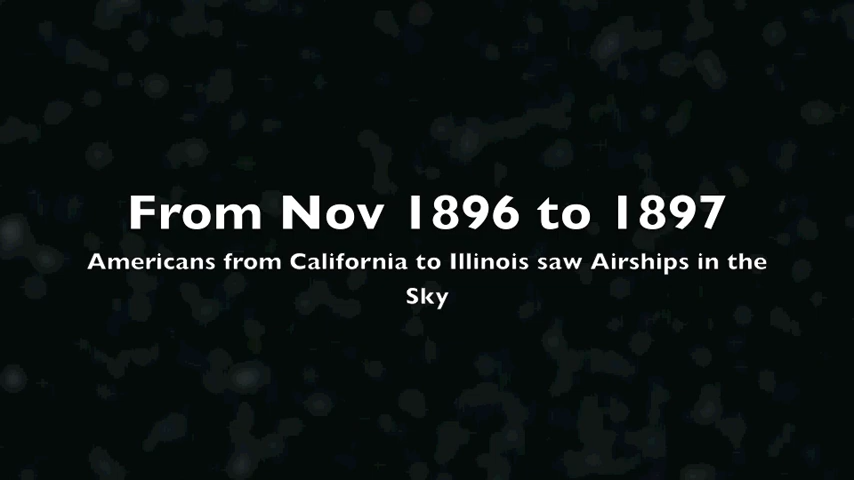 From Nov 1896 to 1897
Americans from California to Illinois saw Airships in the
Sky